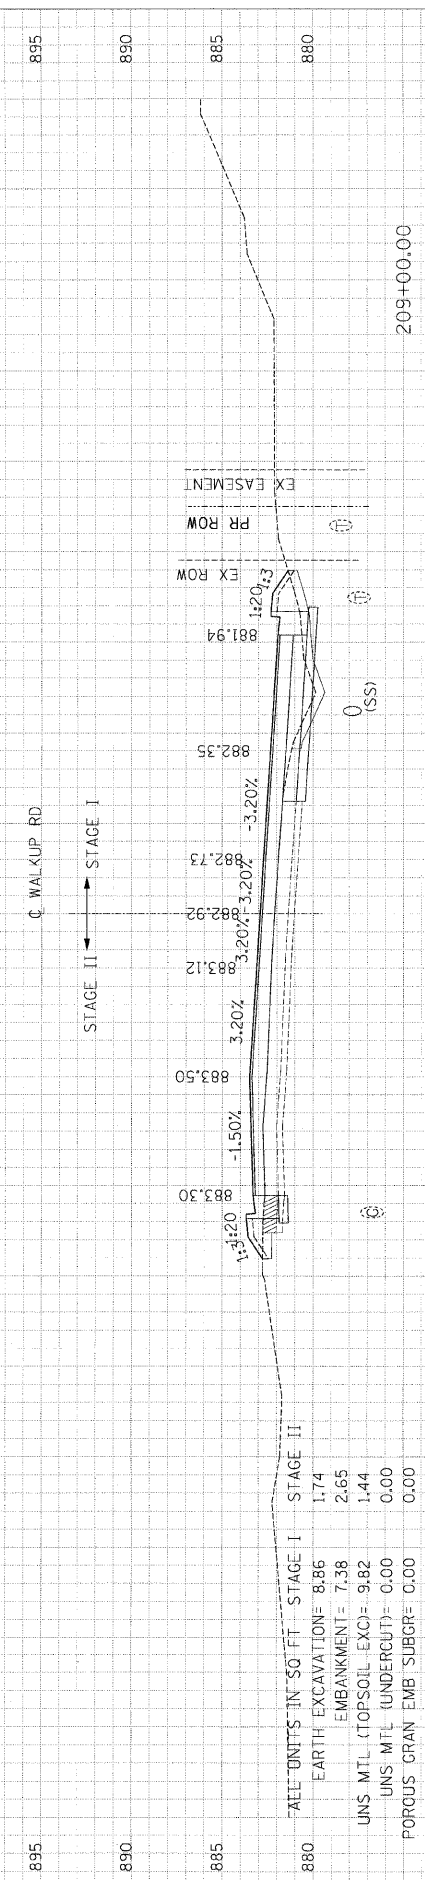 895
890
885
880
℄ WALKUP RD
STAGE II
STAGE I
1:3
1:20
883.30
-1.50%
883.50
3.20%
883.12
3.20%
882.92
-3.20%
882.73
-3.20%
882.35
881.94
1:20
1:3
EX ROW
PR ROW
EX EASEMENT
G
O
(SS)
T
T
ALL UNITS IN SQ FT STAGE I STAGE II
EARTH EXCAVATION= 8.86 1.74
EMBANKMENT= 7.38 2.65
UNS MTL (TOPSOIL EXC)= 9.82 1.44
UNS MTL (UNDERCUT)= 0.00 0.00
POROUS GRAN EMB SUBGR= 0.00 0.00
209+00.00
895
890
885
880